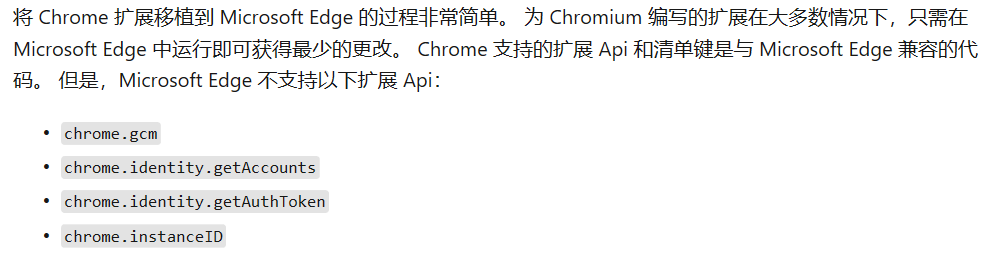 将 Chrome 扩展移植到 Microsoft Edge 的过程非常简单。 为 Chromium 编写的扩展在大多数情况下，只需在
Microsoft Edge 中运行即可获得最少的更改。 Chrome 支持的扩展 Api 和清单键是与 Microsoft Edge 兼容的代
码。 但是，Microsoft Edge 不支持以下扩展 Api：
• chrome.gcm
• chrome.identity.getAccounts
• chrome.identity.getAuthToken
• chrome.instanceID